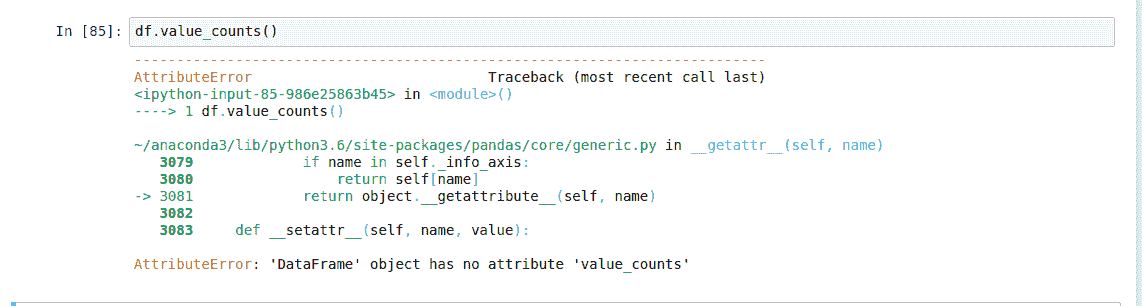 In [85]: df.value_counts()
---------------------------------------------------------------------------
AttributeError                            Traceback (most recent call last)
<ipython-input-85-986e25863b45> in <module>()
----> 1 df.value_counts()
~/anaconda3/lib/python3.6/site-packages/pandas/core/generic.py in __getattr__(self, name)
   3079             if name in self._info_axis:
   3080                 return self[name]
-> 3081             return object.__getattribute__(self, name)
   3082
   3083     def __setattr__(self, name, value):
AttributeError: 'DataFrame' object has no attribute 'value_counts'